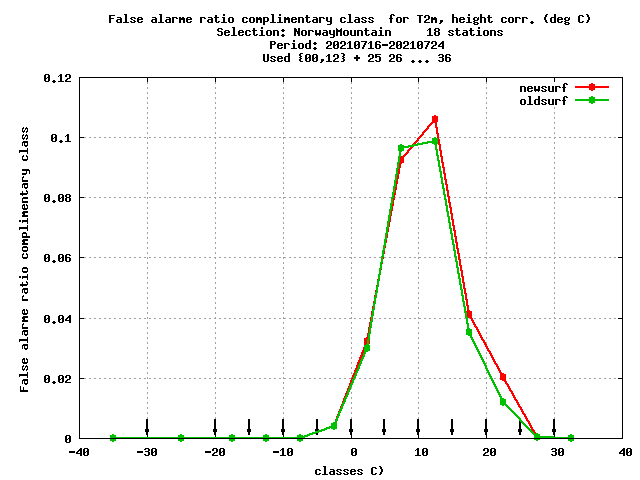 False alarme ratio complimentary class  for T2m, height corr. (deg C)
Selection: NorwayMountain     18 stations
Period: 20210716-20210724
Used {00,12} + 25 26 ... 36
newsurf
oldsurf
False alarme ratio complimentary class
0.12
0.1
0.08
0.06
0.04
0.02
0
-40 -30 -20 -10 0 10 20 30 40
classes C)